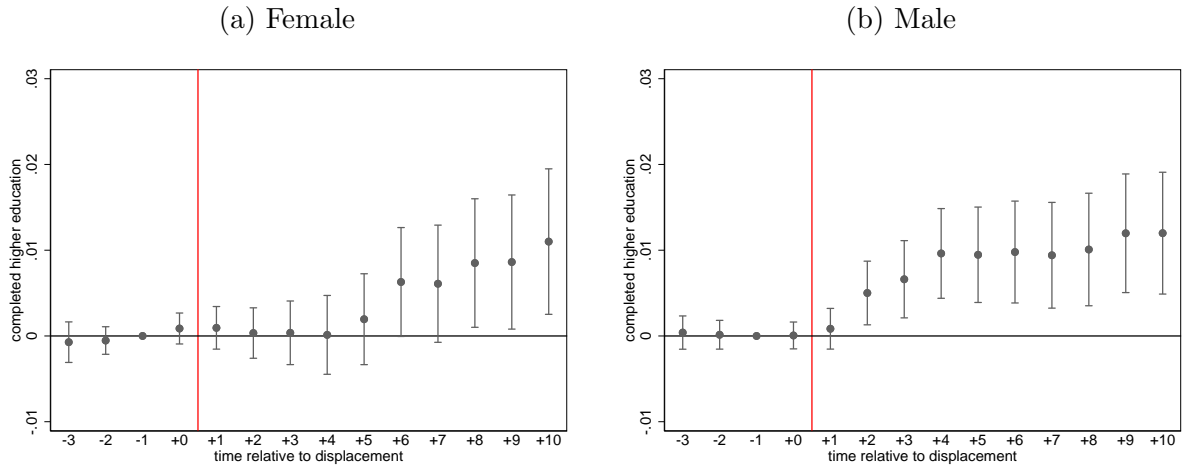 (a) Female
completed higher education
.03
.02
.01
0
-.01
-3 -2 -1 +0 +1 +2 +3 +4 +5 +6 +7 +8 +9 +10
time relative to displacement
(b) Male
completed higher education
.03
.02
.01
0
-.01
-3 -2 -1 +0 +1 +2 +3 +4 +5 +6 +7 +8 +9 +10
time relative to displacement